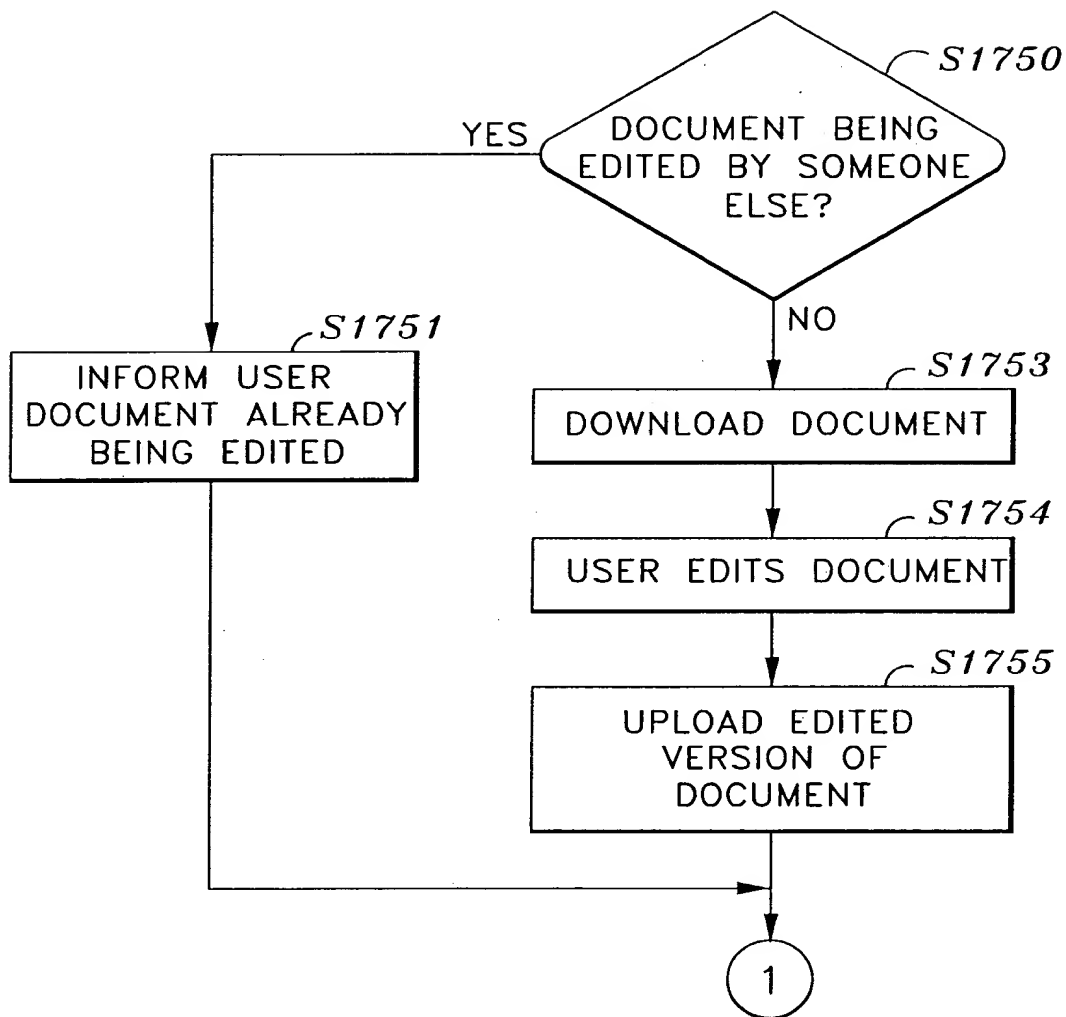 S1750
DOCUMENT BEING
EDITED BY SOMEONE
ELSE?
YES
NO
S1751
INFORM USER
DOCUMENT ALREADY
BEING EDITED
S1753
DOWNLOAD DOCUMENT
S1754
USER EDITS DOCUMENT
S1755
UPLOAD EDITED
VERSION OF
DOCUMENT
1